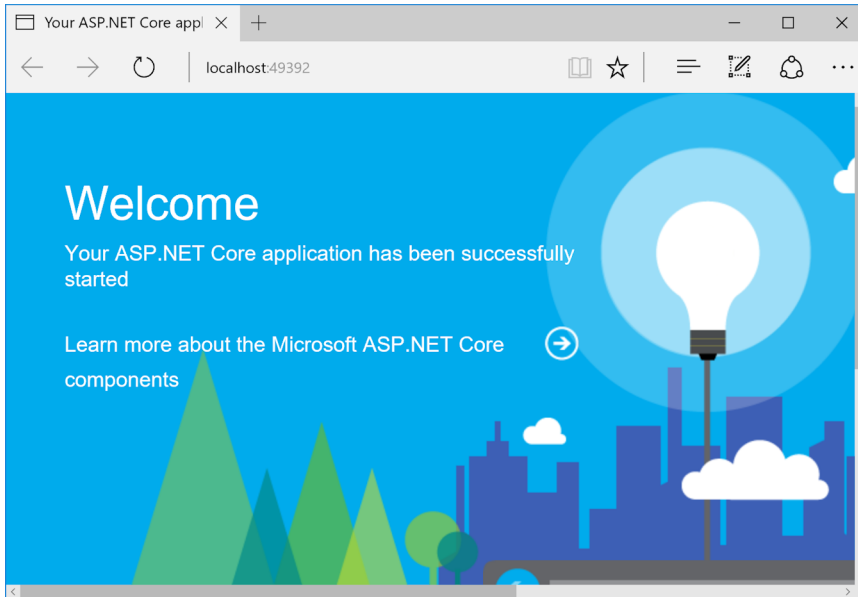 Your ASP.NET Core appl
localhost:49392
Welcome
Your ASP.NET Core application has been successfully
started
Learn more about the Microsoft ASP.NET Core
components